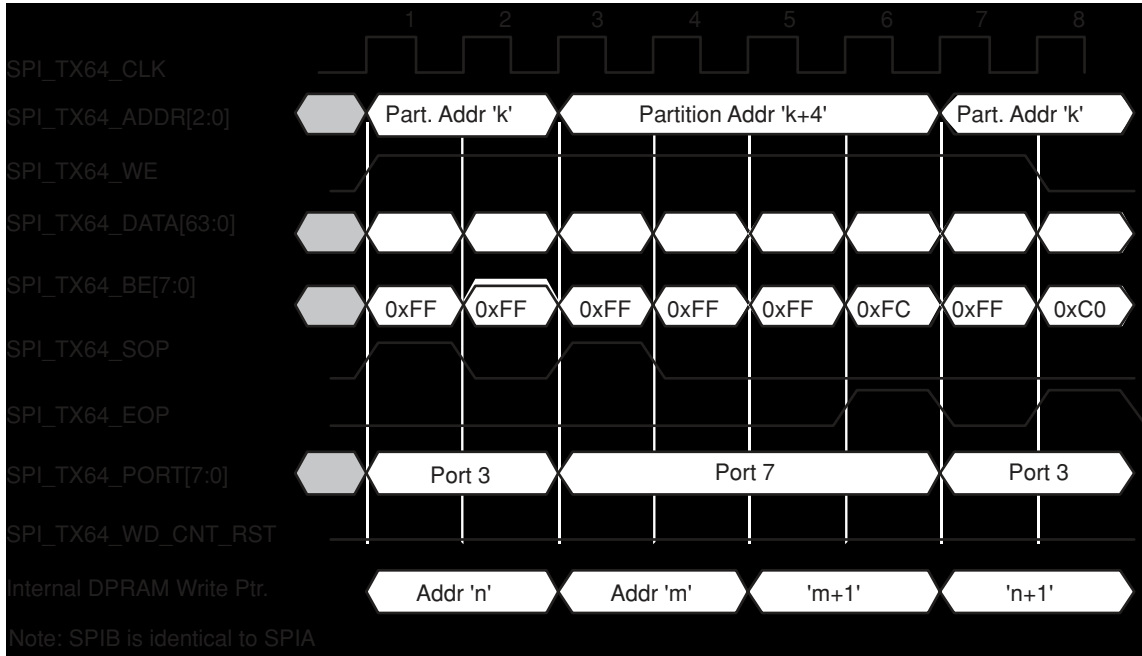 1 2 3 4 5 6 7 8
SPI_TX64_CLK
SPI_TX64_ADDR[2:0] Part. Addr 'k' Partition Addr 'k+4' Part. Addr 'k'
SPI_TX64_WE
SPI_TX64_DATA[63:0]
SPI_TX64_BE[7:0]
0xFF 0xFF 0xFF 0xFF 0xFF 0xFC 0xFF 0xC0
SPI_TX64_SOP
SPI_TX64_EOP
SPI_TX64_PORT[7:0] Port 3 Port 7 Port 3
SPI_TX64_WD_CNT_RST
Internal DPRAM Write Ptr. Addr 'n' Addr 'm' 'm+1' 'n+1'
Note: SPIB is identical to SPIA